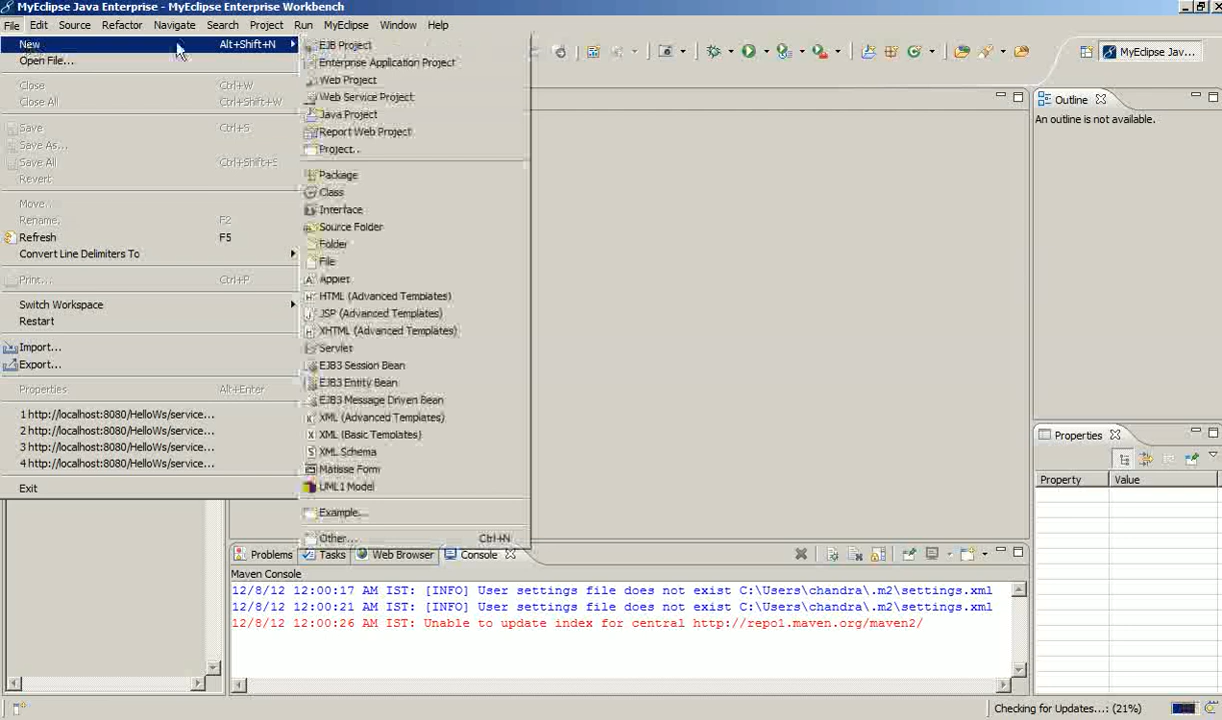 MyEclipse Java Enterprise - MyEclipse Enterprise Workbench
File Edit Source Refactor Navigate Search Project Run MyEclipse Window Help
MyEclipse Jav...
New Alt+Shift+N
Open File...
Close Ctrl+W
Close All Ctrl+Shift+W
Save Ctrl+S
Save As...
Save All Ctrl+Shift+S
Revert
Move...
Rename... F2
Refresh F5
Convert Line Delimiters To
Print... Ctrl+P
Switch Workspace
Restart
Import...
Export...
Properties Alt+Enter
1 http://localhost:8080/HelloWs/service...
2 http://localhost:8080/HelloWs/service...
3 http://localhost:8080/HelloWs/service...
4 http://localhost:8080/HelloWs/service...
Exit
EJB Project
Enterprise Application Project
Web Project
Web Service Project
Java Project
Report Web Project
Project...
Package
Class
Interface
Source Folder
Folder
File
Applet
HTML (Advanced Templates)
JSP (Advanced Templates)
XHTML (Advanced Templates)
Servlet
EJB3 Session Bean
EJB3 Entity Bean
EJB3 Message Driven Bean
XML (Advanced Templates)
XML (Basic Templates)
XML Schema
Matisse Form
UML1 Model
Example...
Other... Ctrl+N
Outline
An outline is not available.
Properties
Property Value
Problems Tasks Web Browser Console
Maven Console
12/8/12 12:00:17 AM IST: [INFO] User settings file does not exist C:\Users\chandra\.m2\settings.xml
12/8/12 12:00:21 AM IST: [INFO] User settings file does not exist C:\Users\chandra\.m2\settings.xml
12/8/12 12:00:26 AM IST: Unable to update index for central http://repo1.maven.org/maven2/
Checking for Updates...: (21%)